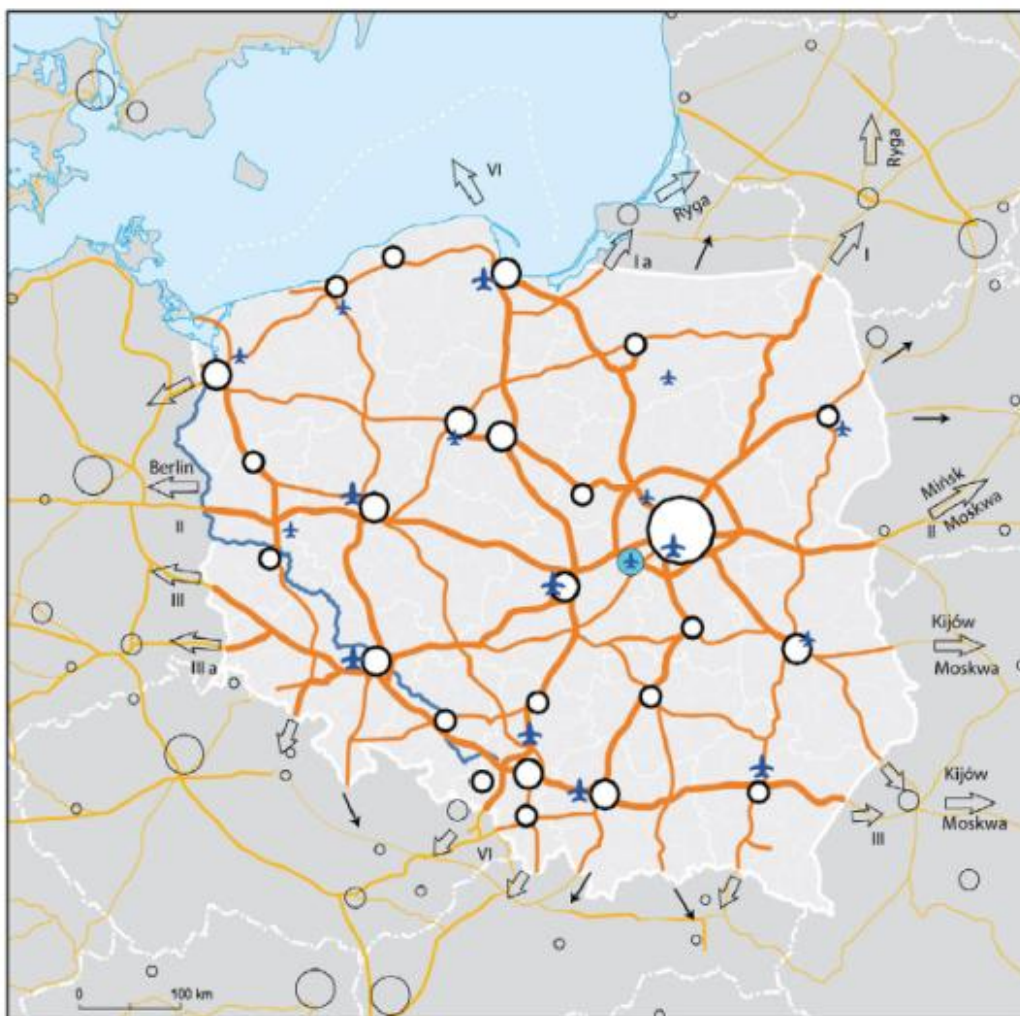 VI
Ryga
Ryga
I a
I
Berlin
II
Mińsk
Moskwa
II
III
III a
Kijów
Moskwa
Kijów
Moskwa
III
VI
0 100 km